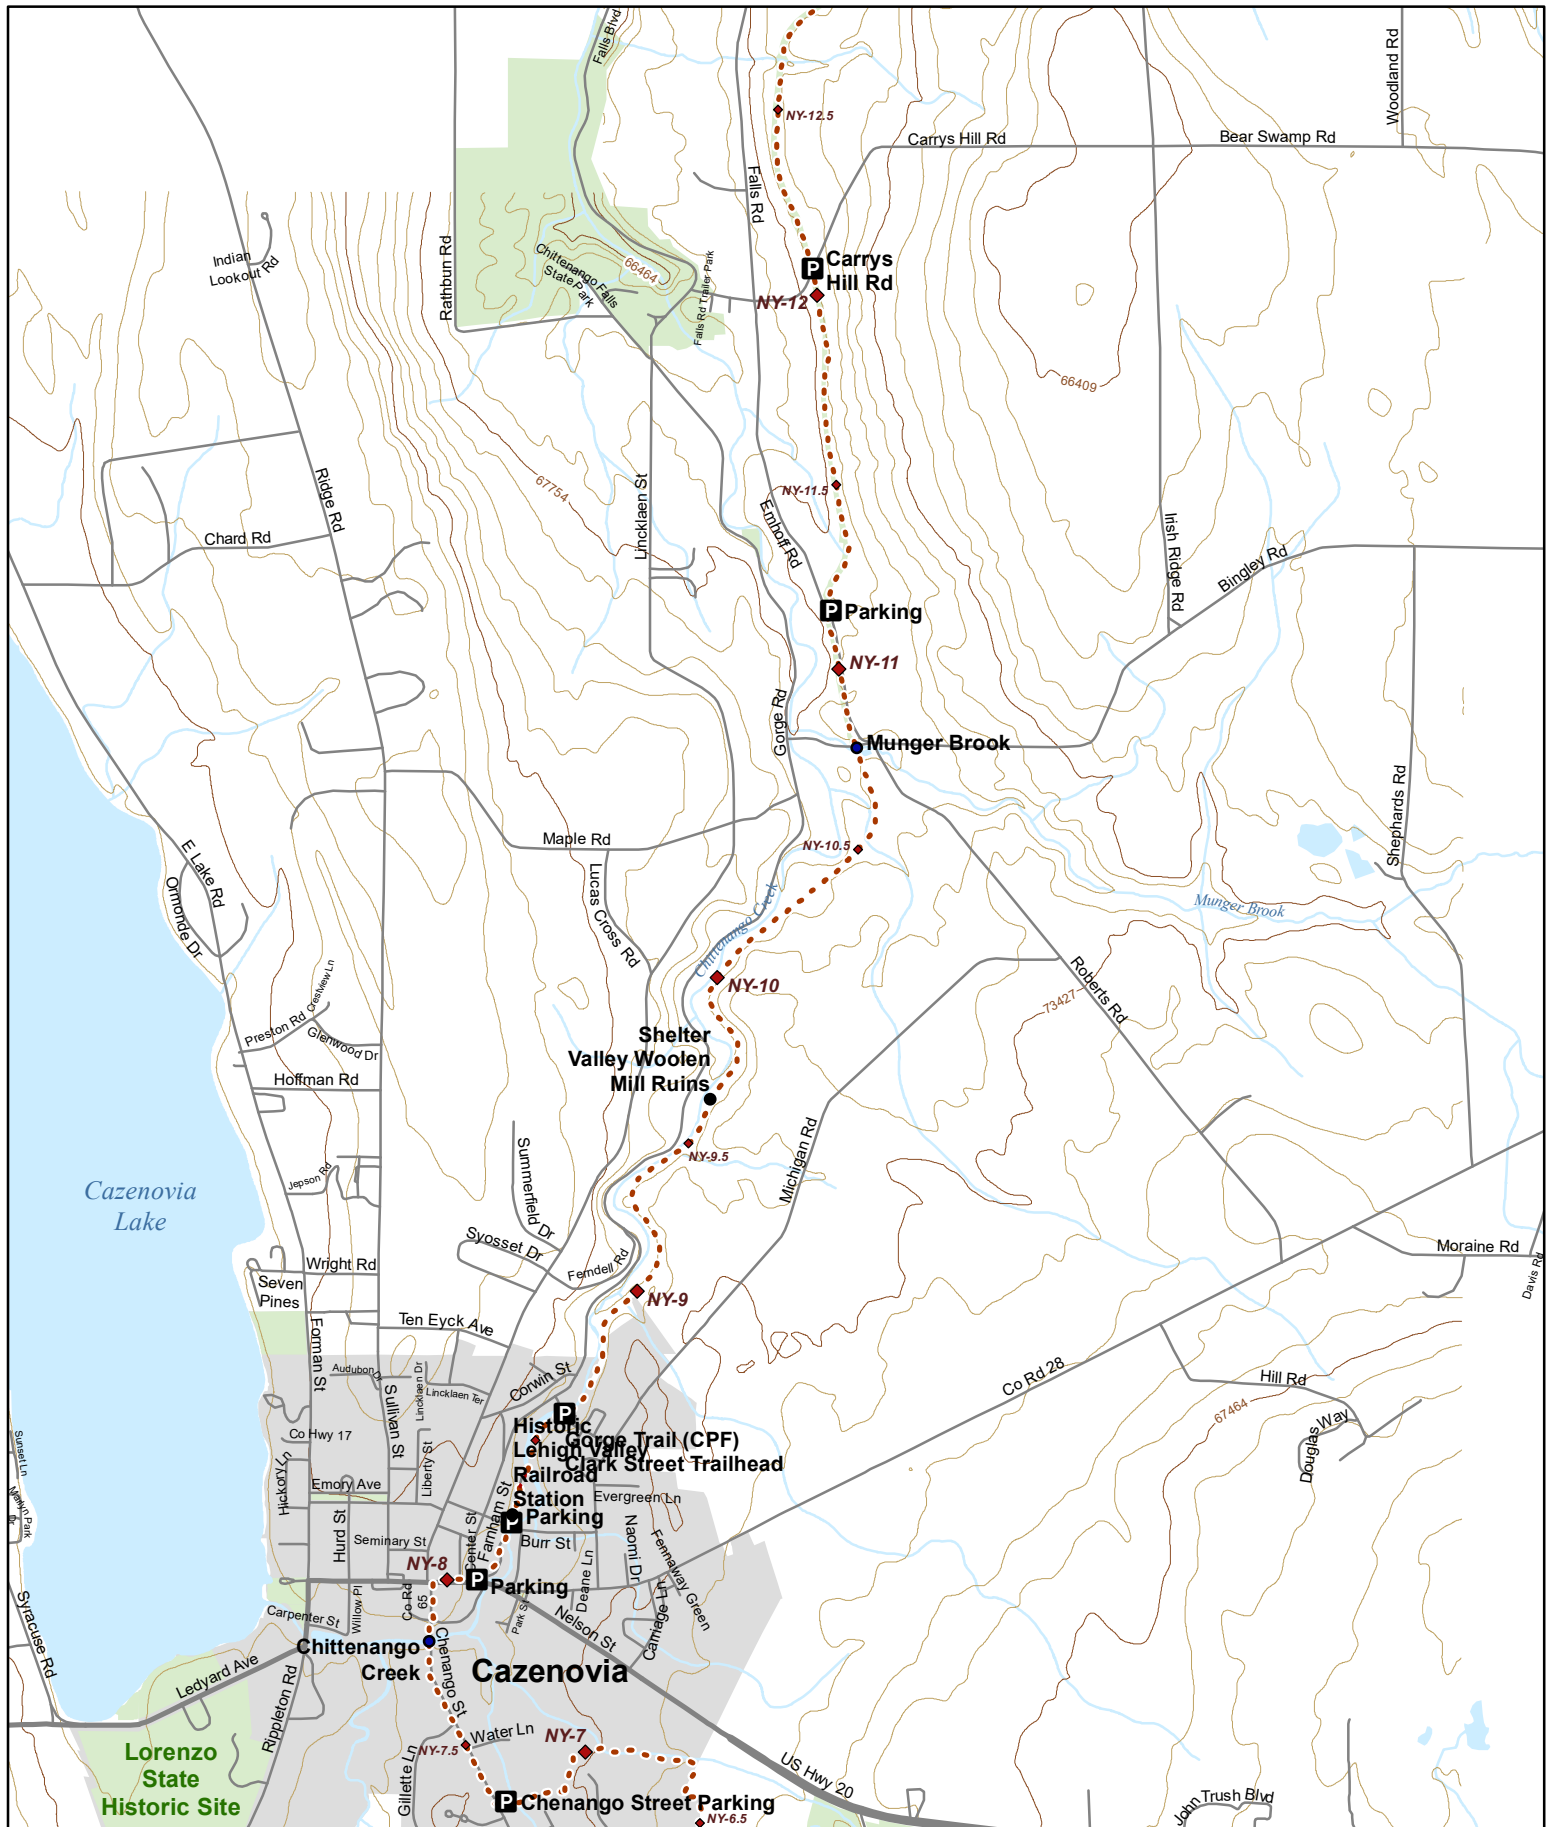 Falls Blvd
Woodland Rd
NY-12.5
Carrys Hill Rd
Bear Swamp Rd
Falls Rd
Indian
Lookout Rd
Rathbun Rd
Chittenango Falls
State Park
66464
Falls Rd Trailer Park
Carrys
Hill Rd
NY-12
66409
Ridge Rd
67754
Lincklaen St
NY-11.5
Emhoff Rd
Chard Rd
Irish Ridge Rd
Bingley Rd
Parking
NY-11
Gorge Rd
Munger Brook
Shephards Rd
Maple Rd
NY-10.5
E Lake Rd
Ormonde Dr
Lucas Cross Rd
Chittenango Creek
Munger Brook
Roberts Rd
73427
NY-10
Crestview Ln
Preston Rd
Glenwood Dr
Hoffman Rd
Shelter
Valley Woolen
Mill Ruins
NY-9.5
Michigan Rd
Jepson Rd
Summerfield Dr
Cazenovia
Lake
Syosset Dr
Ferndell Rd
Wright Rd
Seven
Pines
Moraine Rd
Davis Rd
NY-9
Ten Eyck Ave
Forman St
Audubon Dr
Sullivan St
Lincklaen Dr
Lincklaen Ter
Corwin St
Co Rd 28
Hill Rd
67464
Douglas Way
Historic
Lehigh Valley
Railroad
Station
Gorge Trail (CPF)
Clark Street Trailhead
Co Hwy 17
Sunset Ln
Marlyn Park
Dr
Hickory Ln
Liberty St
Emory Ave
Evergreen Ln
Parking
Farnham St
Center St
Hurd St
Seminary St
Burr St
Naomi Dr
Fennaway Green
Deane Ln
NY-8
Parking
Co Rd
65
Willow Pl
Carpenter St
Park St
Nelson St
Carriage Ln
Syracuse Rd
Chittenango
Creek
Chenango St
Cazenovia
Ledyard Ave
Rippleton Rd
Water Ln
NY-7.5
NY-7
Gillette Ln
Lorenzo
State
Historic Site
US Hwy 20
Chenango Street Parking
NY-6.5
John Trush Blvd
P
P
P
P
P
P